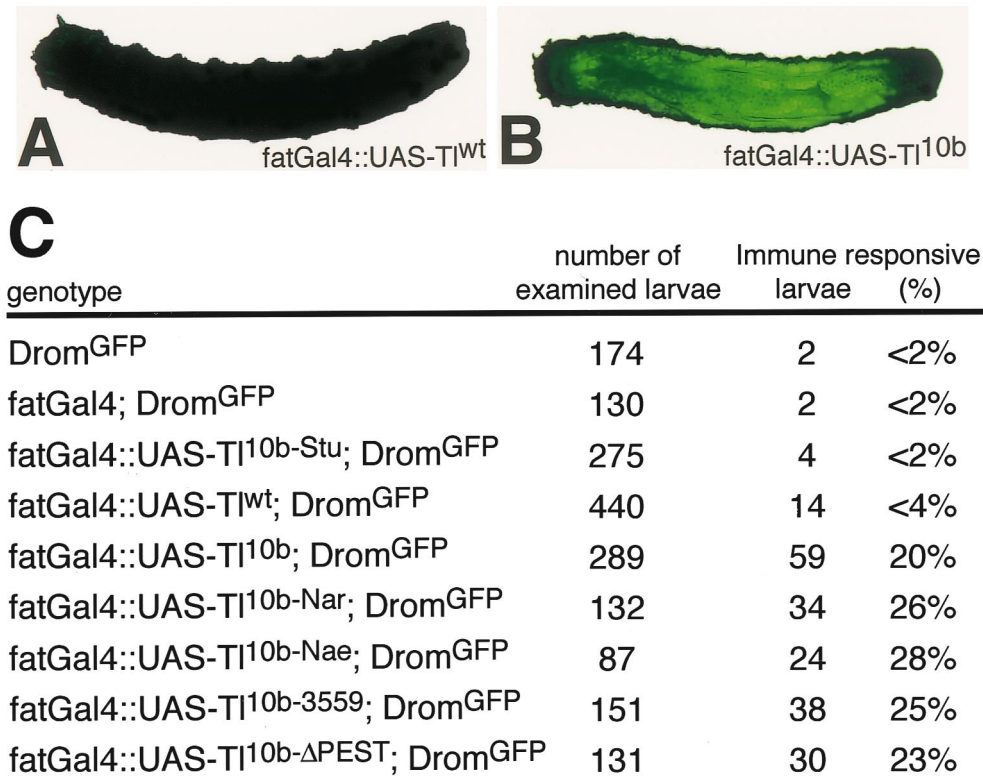 A
fatGal4::UAS-Tl^wt
B
fatGal4::UAS-Tl^10b
C
number of Immune responsive
genotype examined larvae larvae (%)
Drom^GFP 174 2 <2%
fatGal4; Drom^GFP 130 2 <2%
fatGal4::UAS-Tl^10b-Stu; Drom^GFP 275 4 <2%
fatGal4::UAS-Tl^wt; Drom^GFP 440 14 <4%
fatGal4::UAS-Tl^10b; Drom^GFP 289 59 20%
fatGal4::UAS-Tl^10b-Nar; Drom^GFP 132 34 26%
fatGal4::UAS-Tl^10b-Nae; Drom^GFP 87 24 28%
fatGal4::UAS-Tl^10b-3559; Drom^GFP 151 38 25%
fatGal4::UAS-Tl^10b-ΔPEST; Drom^GFP 131 30 23%